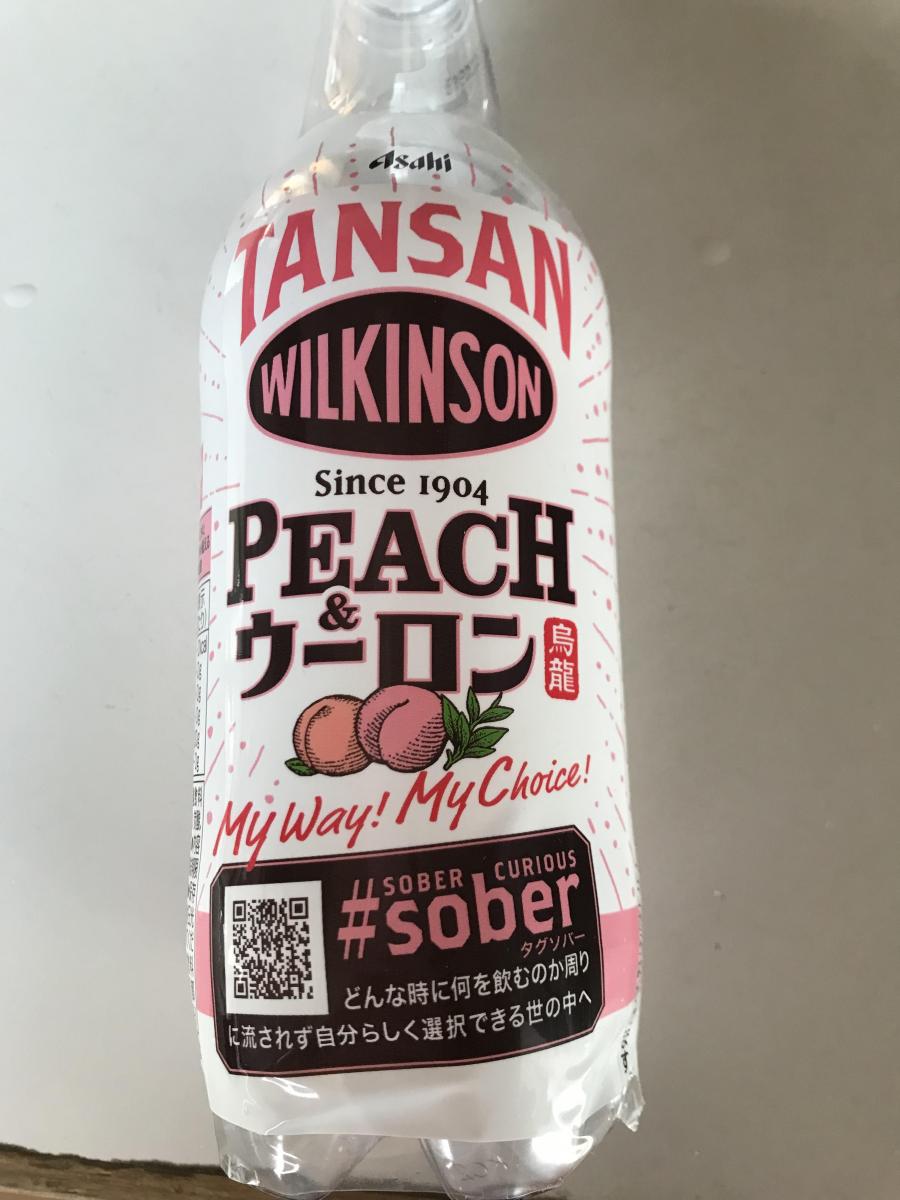 Asahi
TANSAN
WILKINSON
Since 1904
PEACH
&
ウーロン
烏龍
My Way! My Choice!
SOBER CURIOUS
#sober
タグソバー
どんな時に何を飲むのか周り
に流されず自分らしく選択できる世の中へ